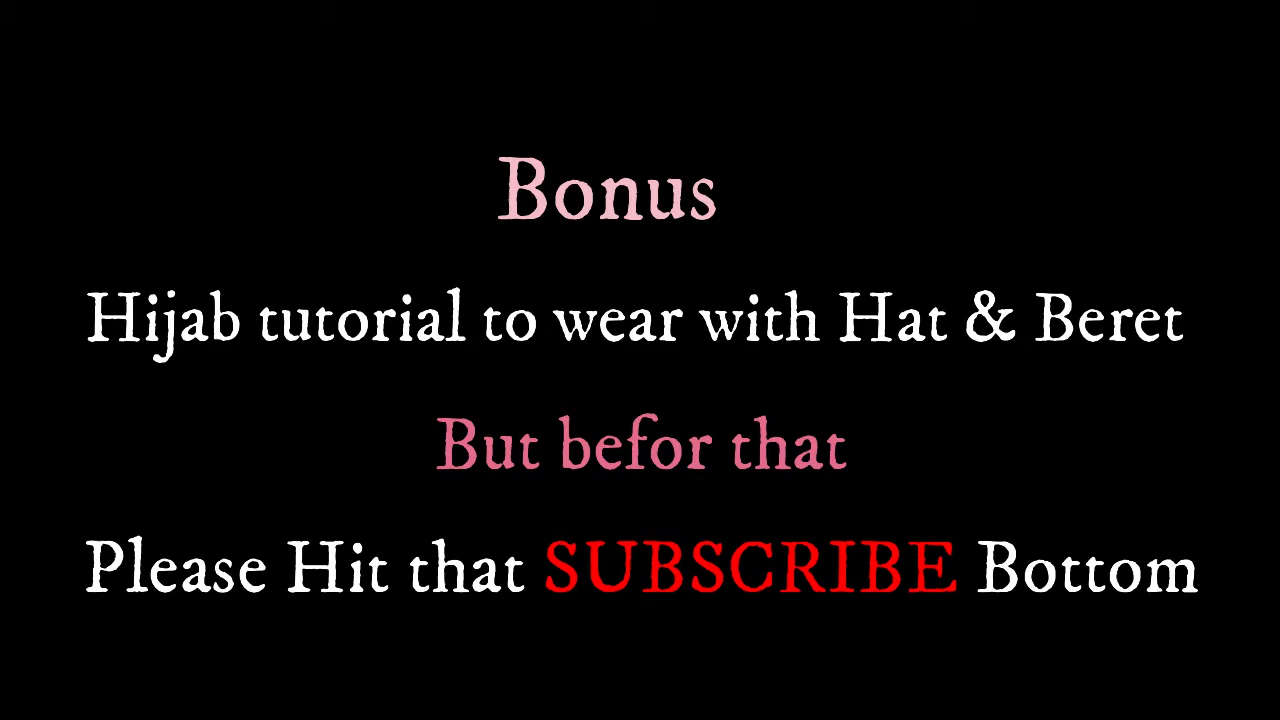 Bonus
Hijab tutorial to wear with Hat & Beret
But befor that
Please Hit that SUBSCRIBE Bottom